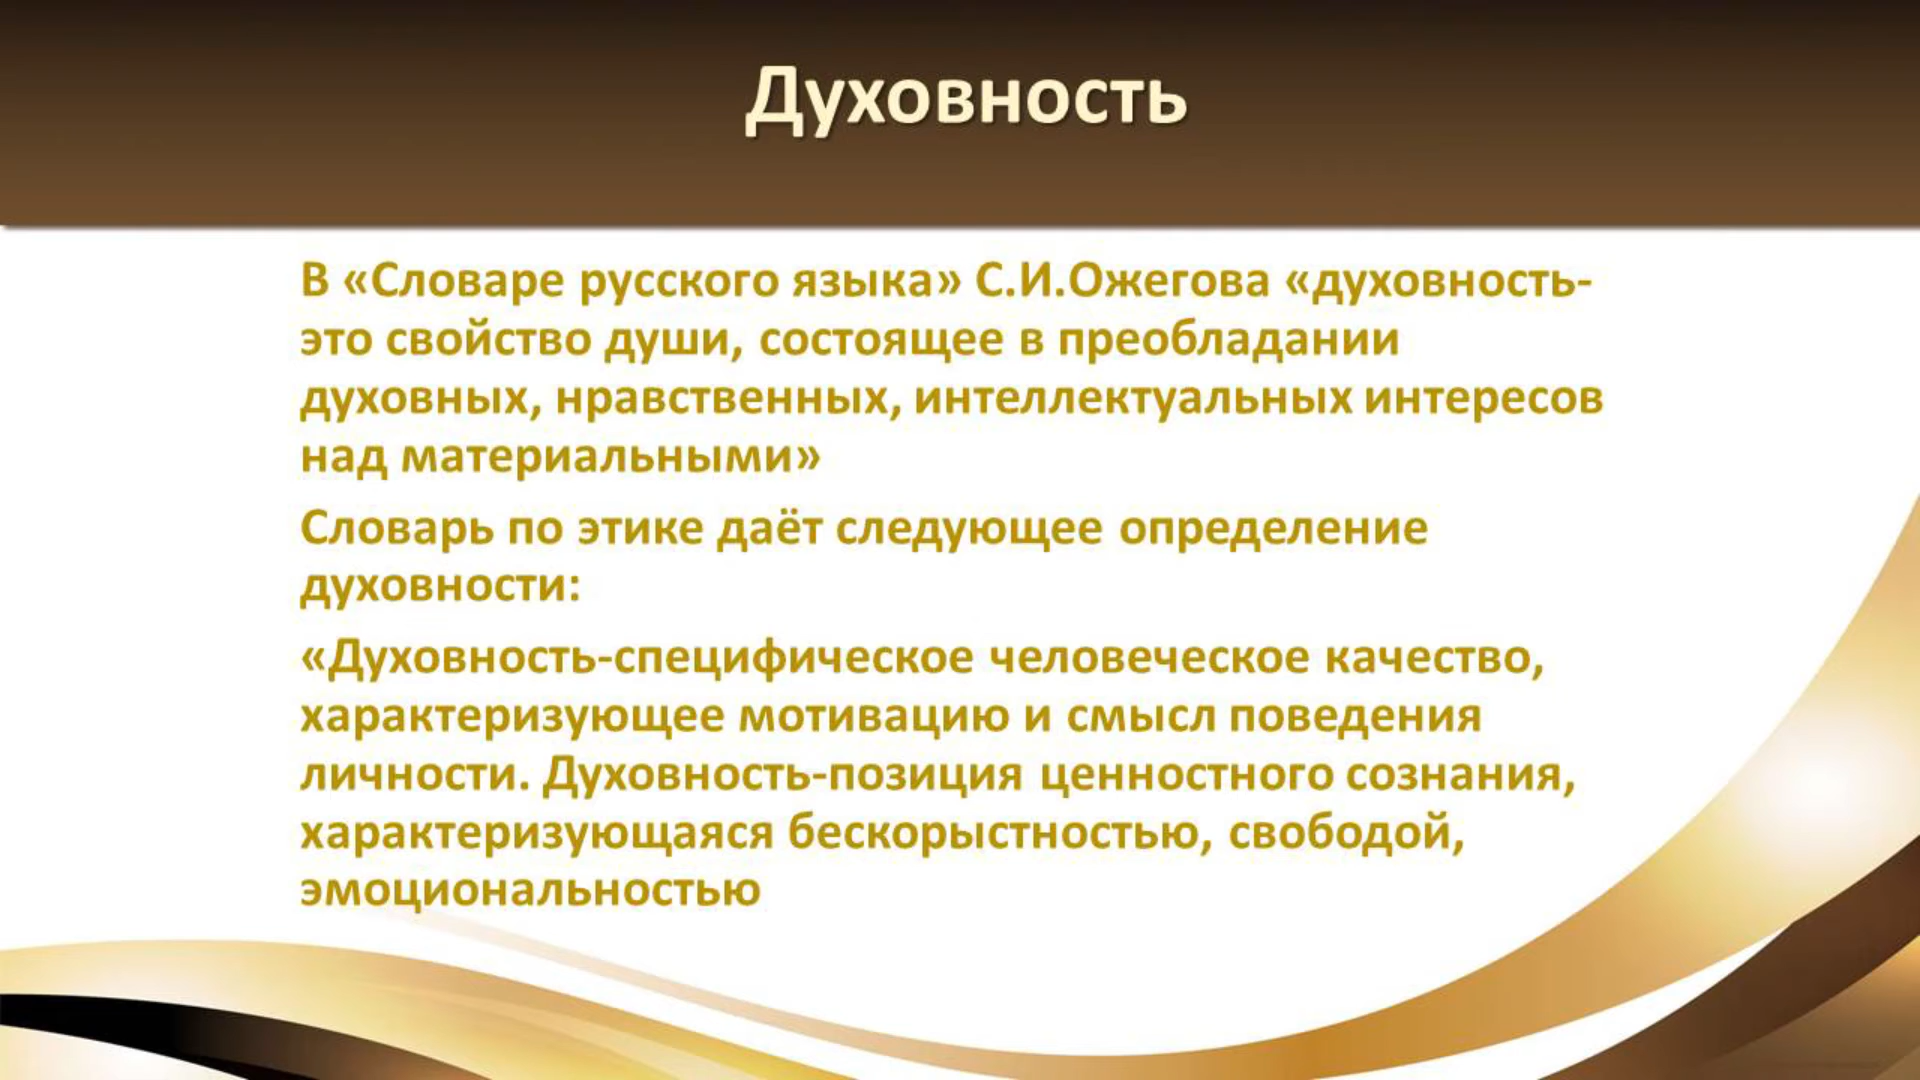 Духовность
В «Словаре русского языка» С.И.Ожегова «духовность-
это свойство души, состоящее в преобладании
духовных, нравственных, интеллектуальных интересов
над материальными»
Словарь по этике даёт следующее определение
духовности:
«Духовность-специфическое человеческое качество,
характеризующее мотивацию и смысл поведения
личности. Духовность-позиция ценностного сознания,
характеризующаяся бескорыстностью, свободой,
эмоциональностью